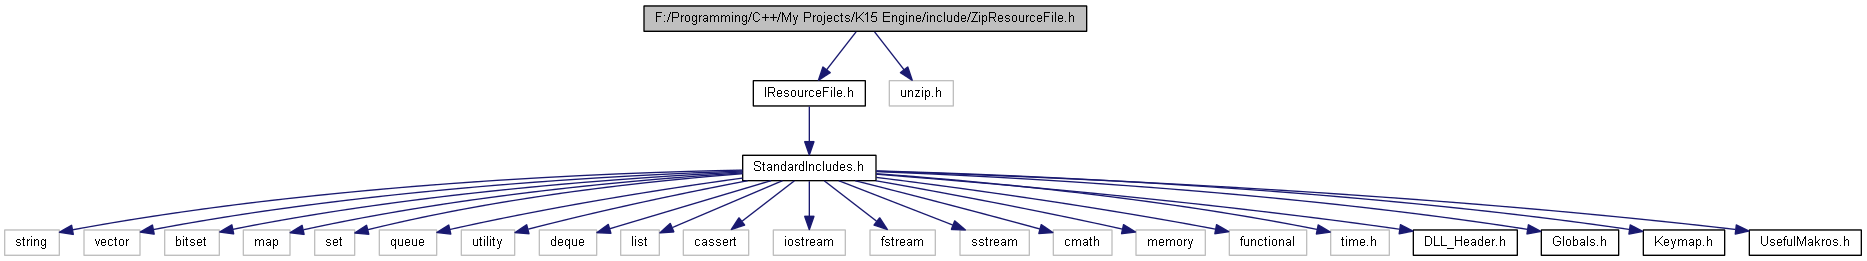 F:/Programming/C++/My Projects/K15 Engine/include/ZipResourceFile.h
IResourceFile.h
unzip.h
StandardIncludes.h
string
vector
bitset
map
set
queue
utility
deque
list
cassert
iostream
fstream
sstream
cmath
memory
functional
time.h
DLL_Header.h
Globals.h
Keymap.h
UsefulMakros.h